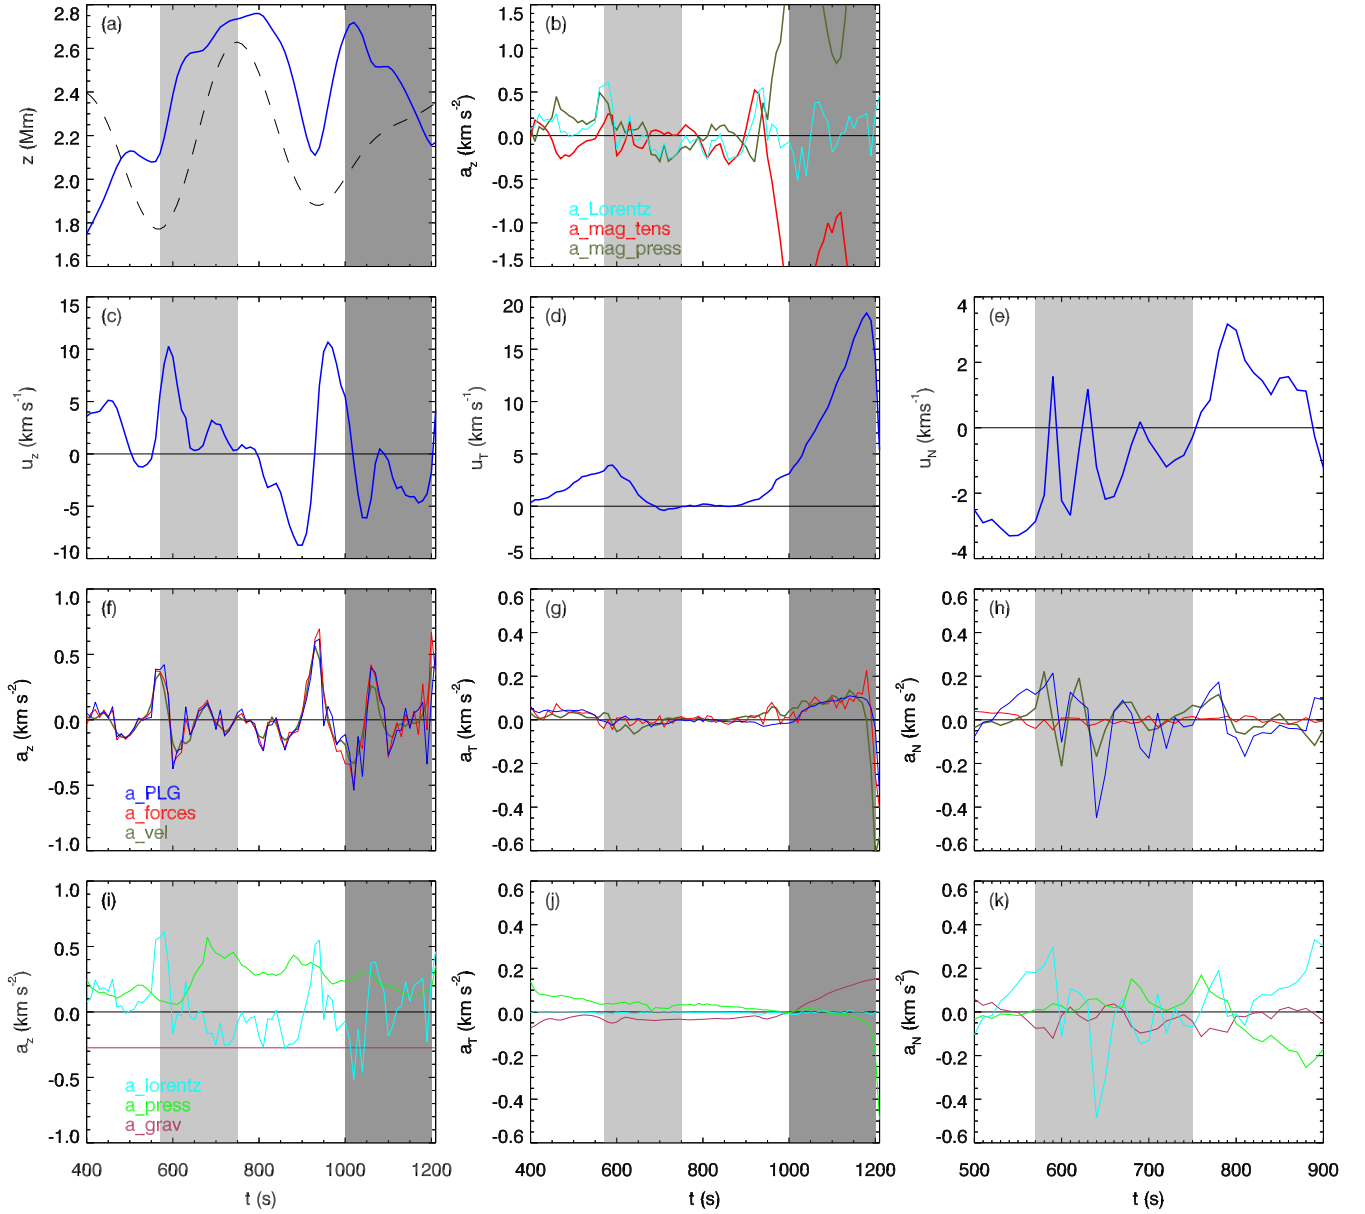 (a)
z (Mm)
2.8
2.6
2.4
2.2
2.0
1.8
1.6
(b)
a_z (km s^-2)
1.5
1.0
0.5
0.0
-0.5
-1.0
-1.5
a_Lorentz
a_mag_tens
a_mag_press
(c)
u_z (km s^-1)
15
10
5
0
-5
-10
(d)
u_T (km s^-1)
20
15
10
5
0
-5
(e)
u_N (kms^-1)
4
2
0
-2
-4
(f)
a_z (km s^-2)
1.0
0.5
0.0
-0.5
-1.0
a_PLG
a_forces
a_vel
(g)
a_T (km s^-2)
0.6
0.4
0.2
0.0
-0.2
-0.4
-0.6
(h)
a_N (km s^-2)
0.6
0.4
0.2
0.0
-0.2
-0.4
-0.6
(i)
a_z (km s^-2)
1.0
0.5
0.0
-0.5
-1.0
a_lorentz
a_press
a_grav
400 600 800 1000 1200
t (s)
(j)
a_T (km s^-2)
0.6
0.4
0.2
0.0
-0.2
-0.4
-0.6
400 600 800 1000 1200
t (s)
(k)
a_N (km s^-2)
0.6
0.4
0.2
0.0
-0.2
-0.4
-0.6
500 600 700 800 900
t (s)